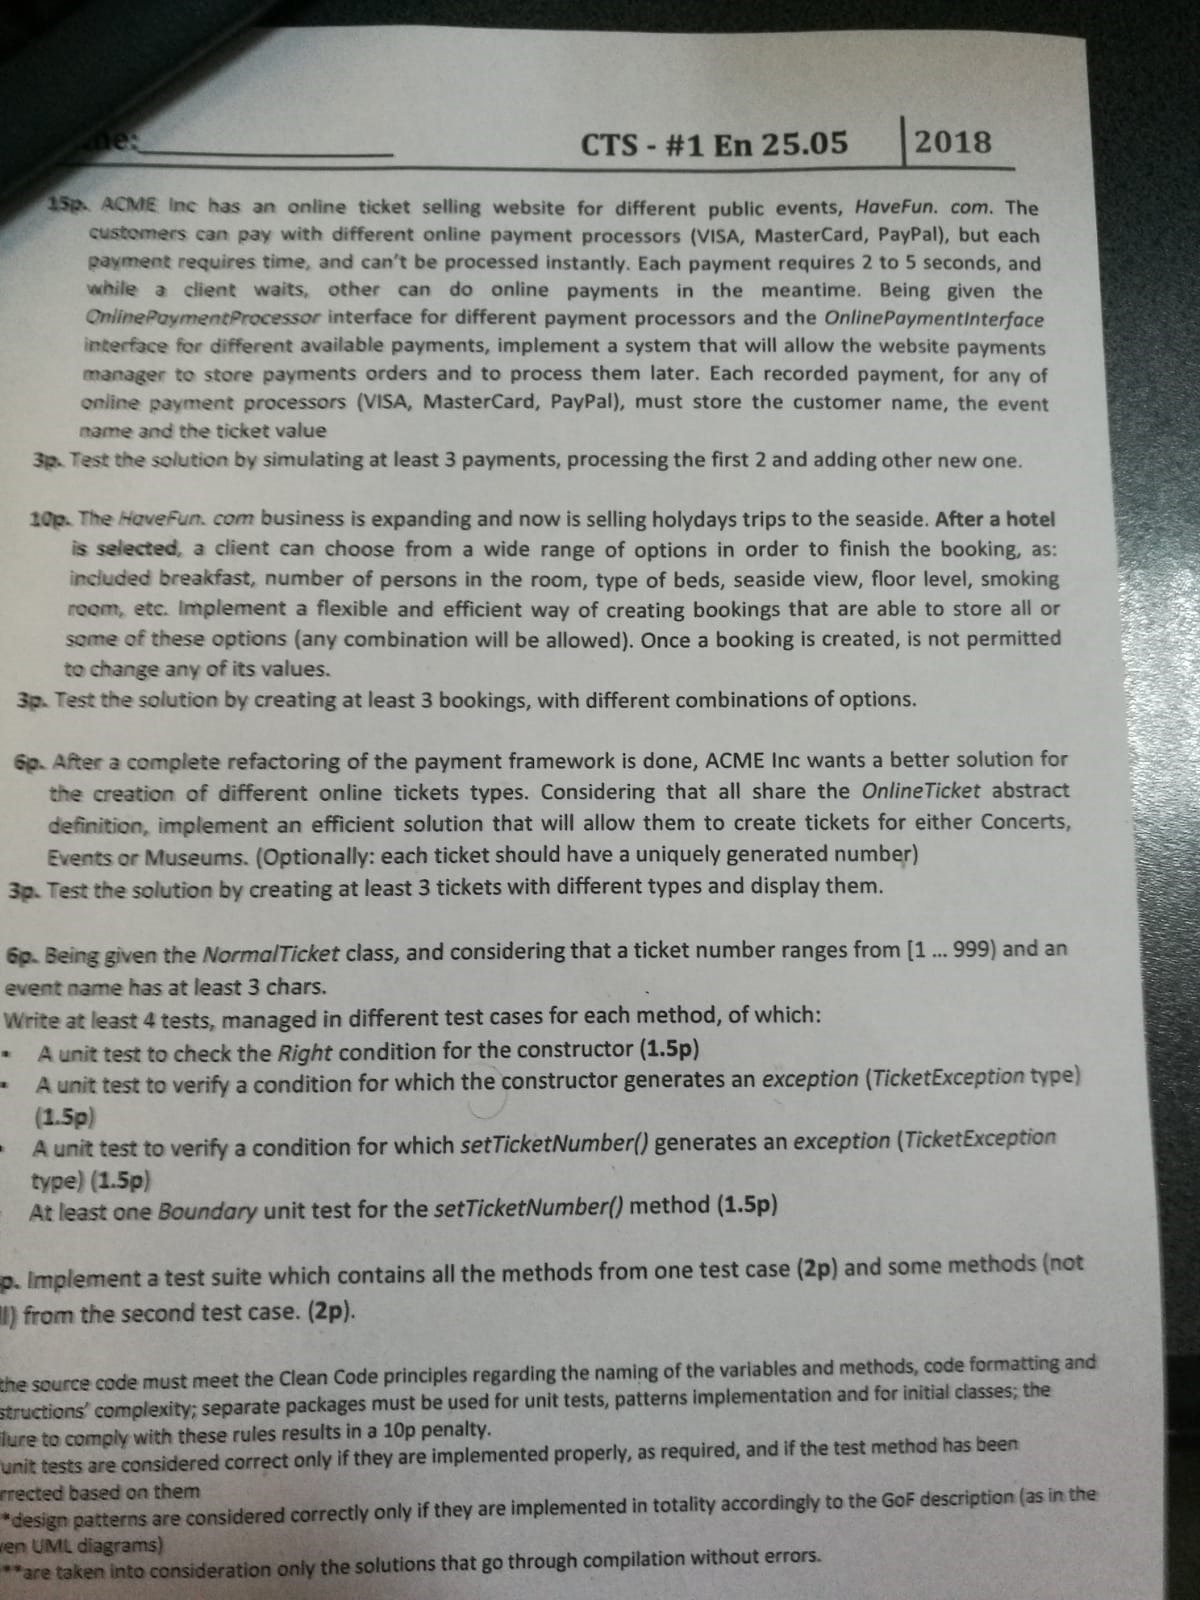 CTS - #1 En 25.05 2018
15p. ACME Inc has an online ticket selling website for different public events, HaveFun. com. The
customers can pay with different online payment processors (VISA, MasterCard, PayPal), but each
payment requires time, and can't be processed instantly. Each payment requires 2 to 5 seconds, and
while a client waits, other can do online payments in the meantime. Being given the
OnlinePaymentProcessor interface for different payment processors and the OnlinePaymentInterface
interface for different available payments, implement a system that will allow the website payments
manager to store payments orders and to process them later. Each recorded payment, for any of
online payment processors (VISA, MasterCard, PayPal), must store the customer name, the event
name and the ticket value
3p. Test the solution by simulating at least 3 payments, processing the first 2 and adding other new one.
10p. The HaveFun. com business is expanding and now is selling holydays trips to the seaside. After a hotel
is selected, a client can choose from a wide range of options in order to finish the booking, as:
included breakfast, number of persons in the room, type of beds, seaside view, floor level, smoking
room, etc. Implement a flexible and efficient way of creating bookings that are able to store all or
some of these options (any combination will be allowed). Once a booking is created, is not permitted
to change any of its values.
3p. Test the solution by creating at least 3 bookings, with different combinations of options.
6p. After a complete refactoring of the payment framework is done, ACME Inc wants a better solution for
the creation of different online tickets types. Considering that all share the OnlineTicket abstract
definition, implement an efficient solution that will allow them to create tickets for either Concerts,
Events or Museums. (Optionally: each ticket should have a uniquely generated number)
3p. Test the solution by creating at least 3 tickets with different types and display them.
6p. Being given the NormalTicket class, and considering that a ticket number ranges from [1 ... 999) and an
event name has at least 3 chars.
Write at least 4 tests, managed in different test cases for each method, of which:
▪ A unit test to check the Right condition for the constructor (1.5p)
▪ A unit test to verify a condition for which the constructor generates an exception (TicketException type)
(1.5p)
▪ A unit test to verify a condition for which setTicketNumber() generates an exception (TicketException
type) (1.5p)
At least one Boundary unit test for the setTicketNumber() method (1.5p)
p. Implement a test suite which contains all the methods from one test case (2p) and some methods (not
from the second test case. (2p).
the source code must meet the Clean Code principles regarding the naming of the variables and methods, code formatting and
complexity; separate packages must be used for unit tests, patterns implementation and for initial classes; the
to comply with these rules results in a 10p penalty.
unit tests are considered correct only if they are implemented properly, as required, and if the test method has been
based on them
*design patterns are considered correctly only if they are implemented in totality accordingly to the GoF description (as in the
UML diagrams)
**are taken into consideration only the solutions that go through compilation without errors.